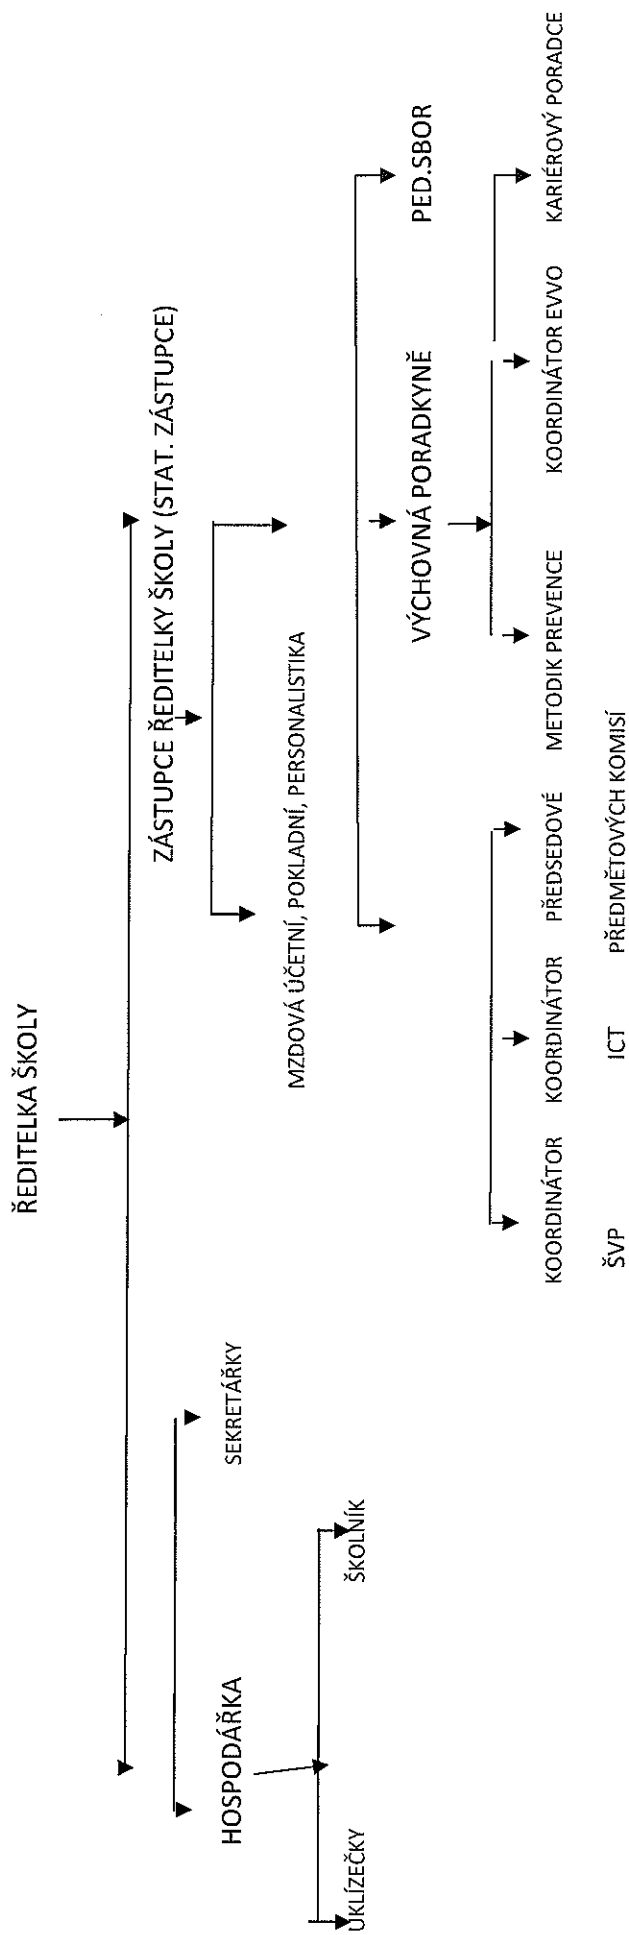 ŘEDITELKA ŠKOLY
ZÁSTUPCE ŘEDITELKY ŠKOLY (STAT. ZÁSTUPCE)
HOSPODÁŘKA
SEKRETÁŘKY
MZDOVÁ ÚČETNÍ, POKLADNÍ, PERSONALISTIKA
UKLÍZEČKY
ŠKOLNÍK
VÝCHOVNÁ PORADKYNĚ
PED.SBOR
KOORDINÁTOR
ŠVP
KOORDINÁTOR
ICT
PŘEDSEDOVÉ
PŘEDMĚTOVÝCH KOMISÍ
METODIK PREVENCE
KOORDINÁTOR EVVO
KARIÉROVÝ PORADCE